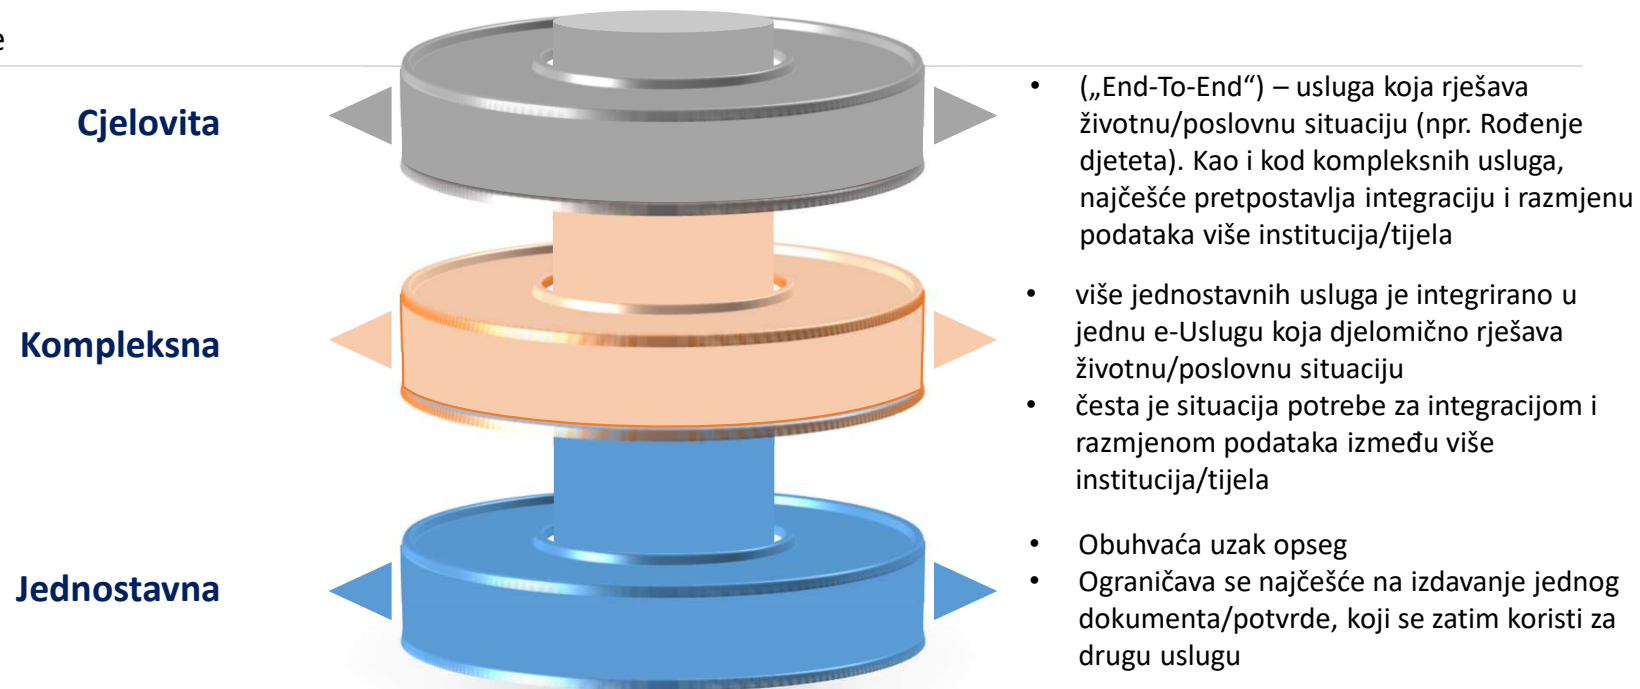 e
Cjelovita
• („End-To-End“) – usluga koja rješava
životnu/poslovnu situaciju (npr. Rođenje
djeteta). Kao i kod kompleksnih usluga,
najčešće pretpostavlja integraciju i razmjenu
podataka više institucija/tijela
Kompleksna
• više jednostavnih usluga je integrirano u
jednu e-Uslugu koja djelomično rješava
životnu/poslovnu situaciju
• česta je situacija potrebe za integracijom i
razmjenom podataka između više
institucija/tijela
Jednostavna
• Obuhvaća uzak opseg
• Ograničava se najčešće na izdavanje jednog
dokumenta/potvrde, koji se zatim koristi za
drugu uslugu